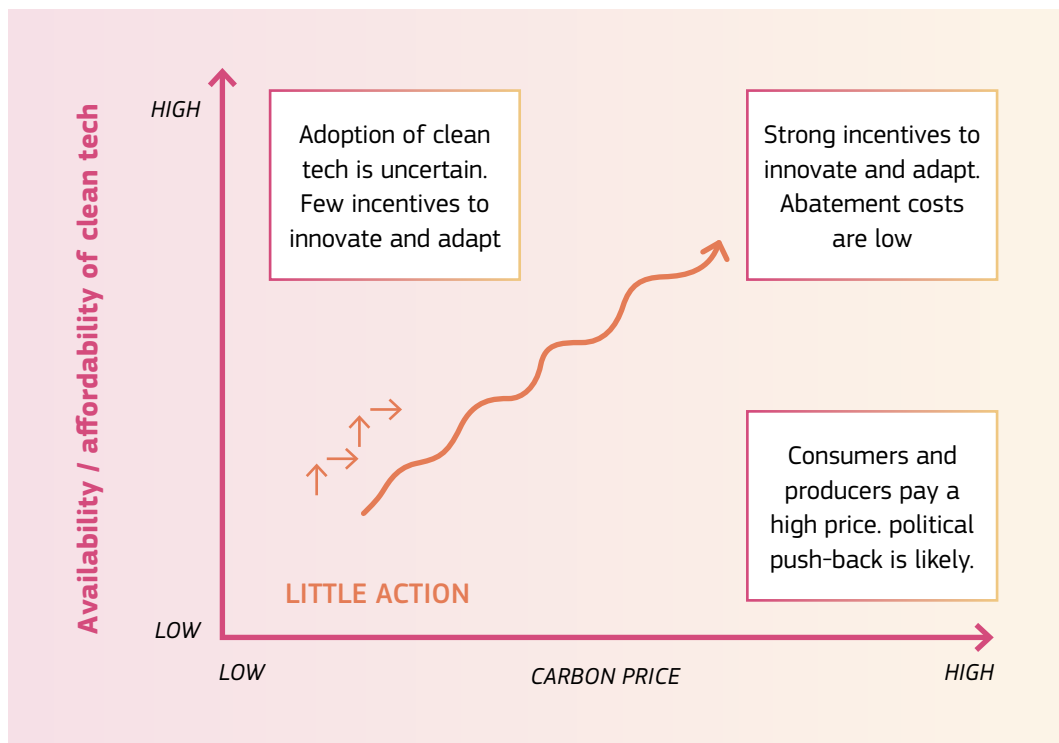 Availability / affordability of clean tech
HIGH
Adoption of clean
tech is uncertain.
Few incentives to
innovate and adapt
Strong incentives to
innovate and adapt.
Abatement costs
are low
Consumers and
producers pay a
high price. political
push-back is likely.
LITTLE ACTION
LOW
LOW
CARBON PRICE
HIGH